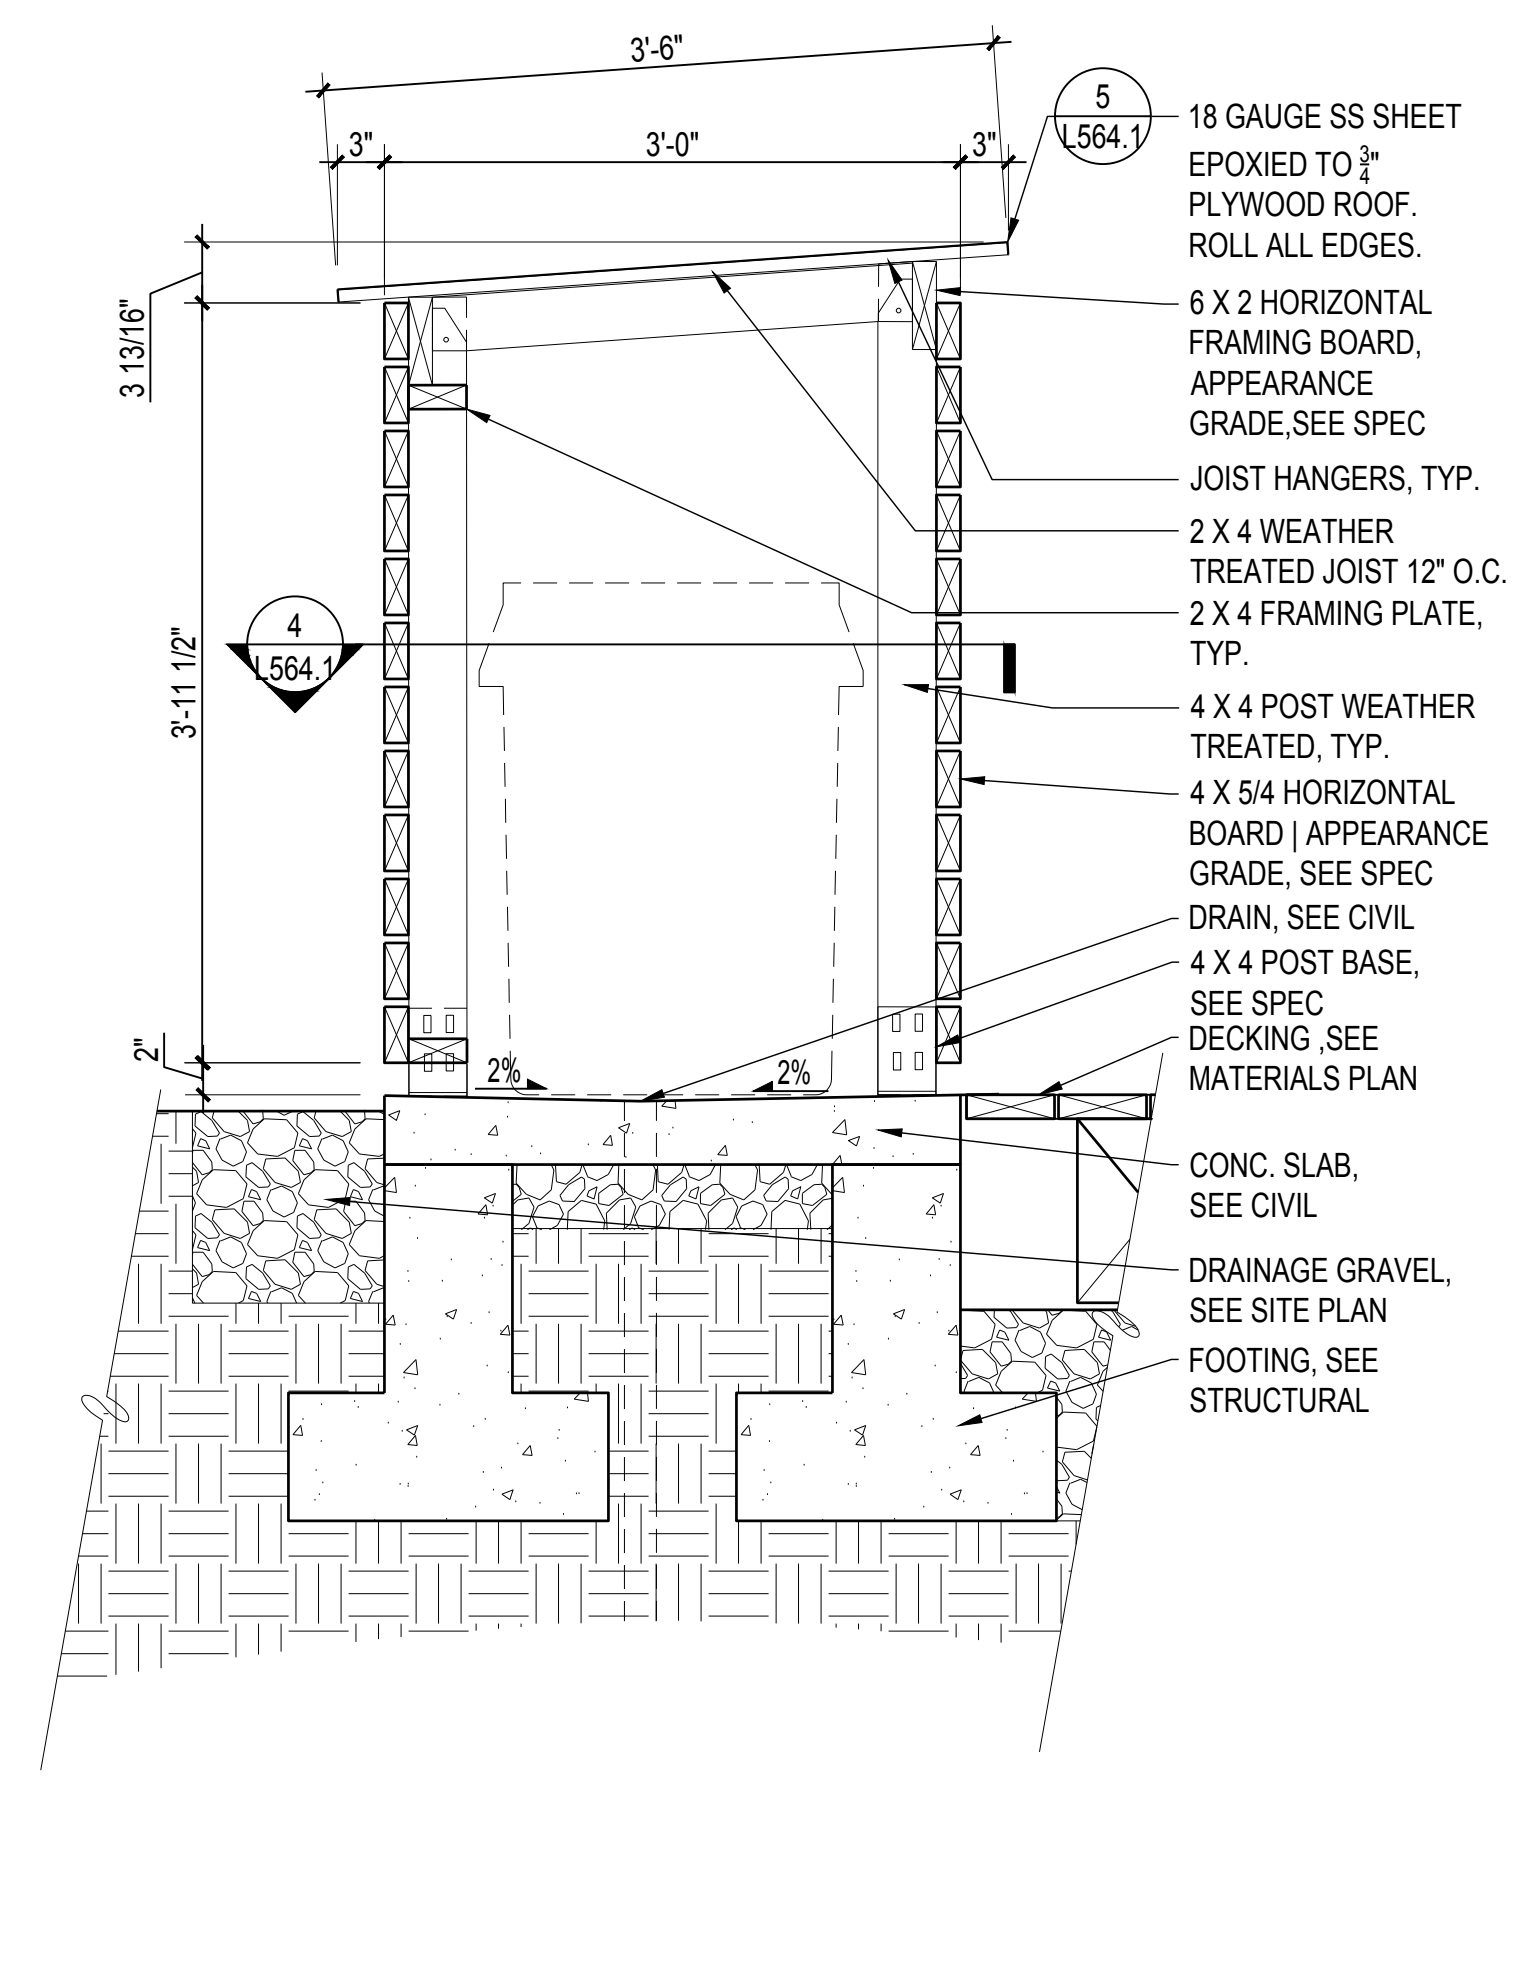 3'-6"
3"
3'-0"
3"
5
L564.1
18 GAUGE SS SHEET
EPOXIED TO 3/4"
PLYWOOD ROOF.
ROLL ALL EDGES.
3 13/16"
6 X 2 HORIZONTAL
FRAMING BOARD,
APPEARANCE
GRADE,SEE SPEC
JOIST HANGERS, TYP.
2 X 4 WEATHER
TREATED JOIST 12" O.C.
2 X 4 FRAMING PLATE,
TYP.
3'-11 1/2"
4
L564.1
4 X 4 POST WEATHER
TREATED, TYP.
4 X 5/4 HORIZONTAL
BOARD | APPEARANCE
GRADE, SEE SPEC
DRAIN, SEE CIVIL
4 X 4 POST BASE,
SEE SPEC
2"
2%
2%
DECKING ,SEE
MATERIALS PLAN
CONC. SLAB,
SEE CIVIL
DRAINAGE GRAVEL,
SEE SITE PLAN
FOOTING, SEE
STRUCTURAL